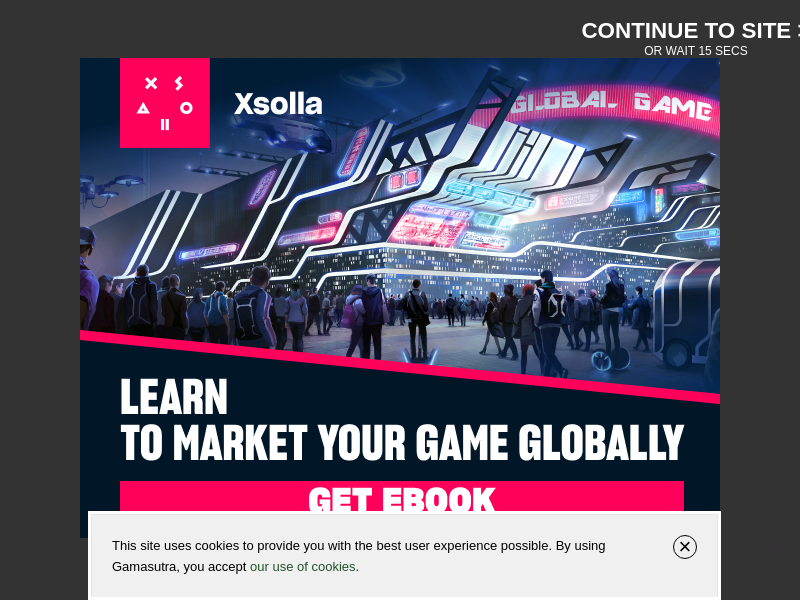 CONTINUE TO SITE
OR WAIT 15 SECS
Xsolla
GLOBAL GAME
LEARN
TO MARKET YOUR GAME GLOBALLY
GET EBOOK
This site uses cookies to provide you with the best user experience possible. By using
Gamasutra, you accept our use of cookies.